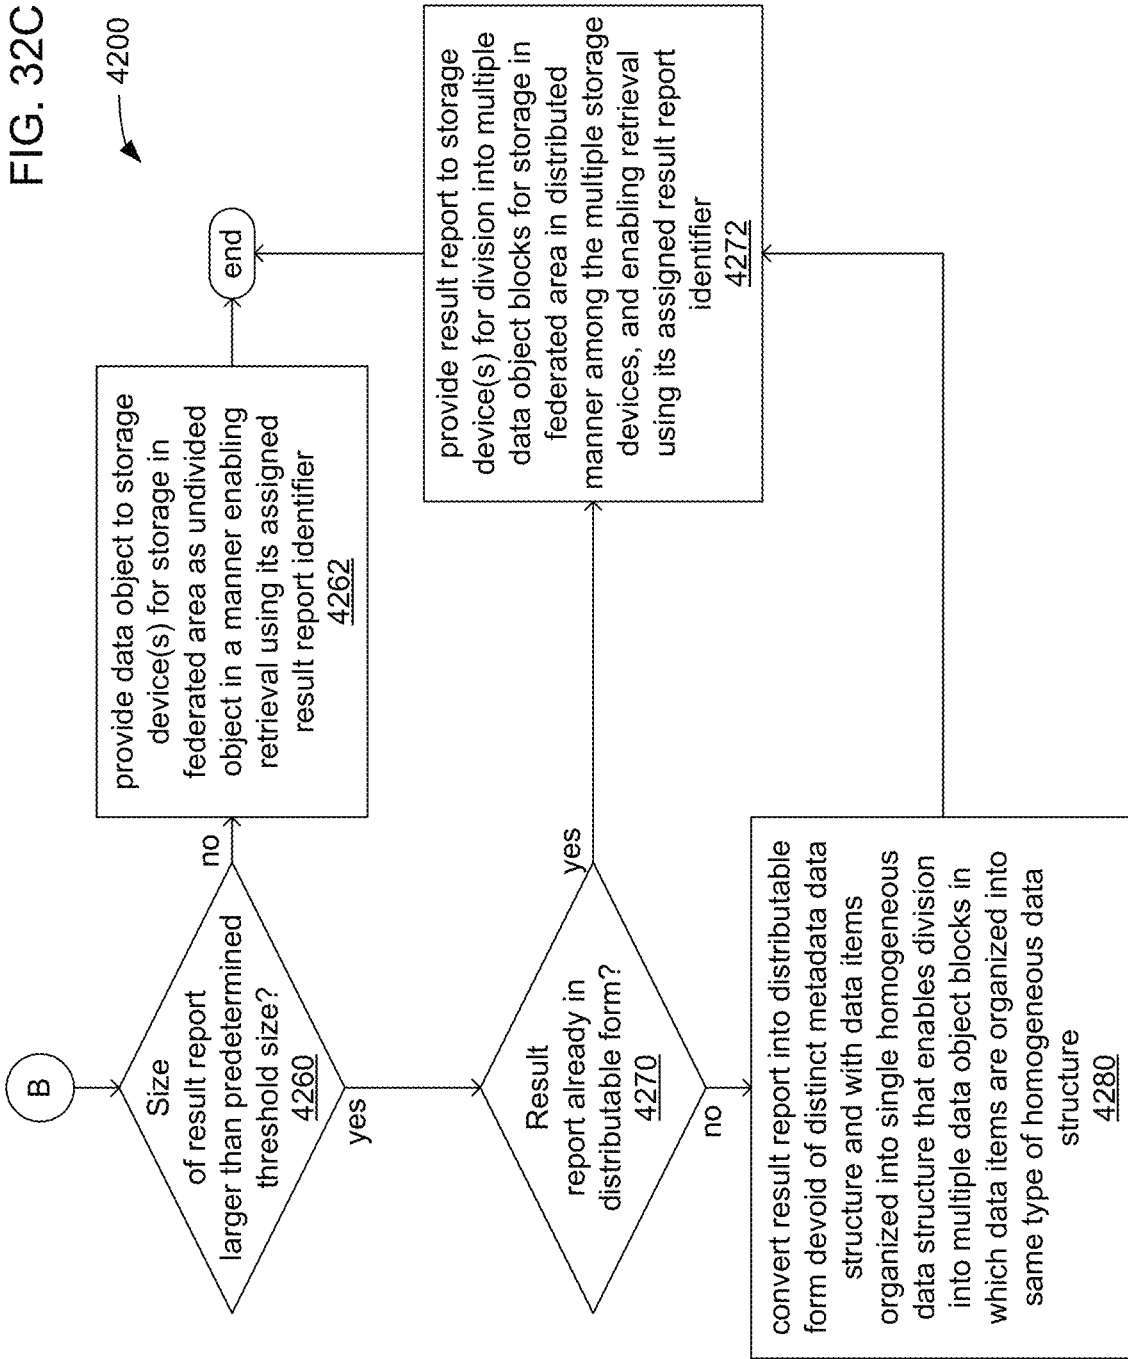 FIG. 32C
4200
B
Size
of result report
larger than predetermined
threshold size?
4260
no
yes
provide data object to storage
device(s) for storage in
federated area as undivided
object in a manner enabling
retrieval using its assigned
result report identifier
4262
end
Result
report already in
distributable form?
4270
yes
no
provide result report to storage
device(s) for division into multiple
data object blocks for storage in
federated area in distributed
manner among the multiple storage
devices, and enabling retrieval
using its assigned result report
identifier
4272
convert result report into distributable
form devoid of distinct metadata data
structure and with data items
organized into single homogeneous
data structure that enables division
into multiple data object blocks in
which data items are organized into
same type of homogeneous data
structure
4280